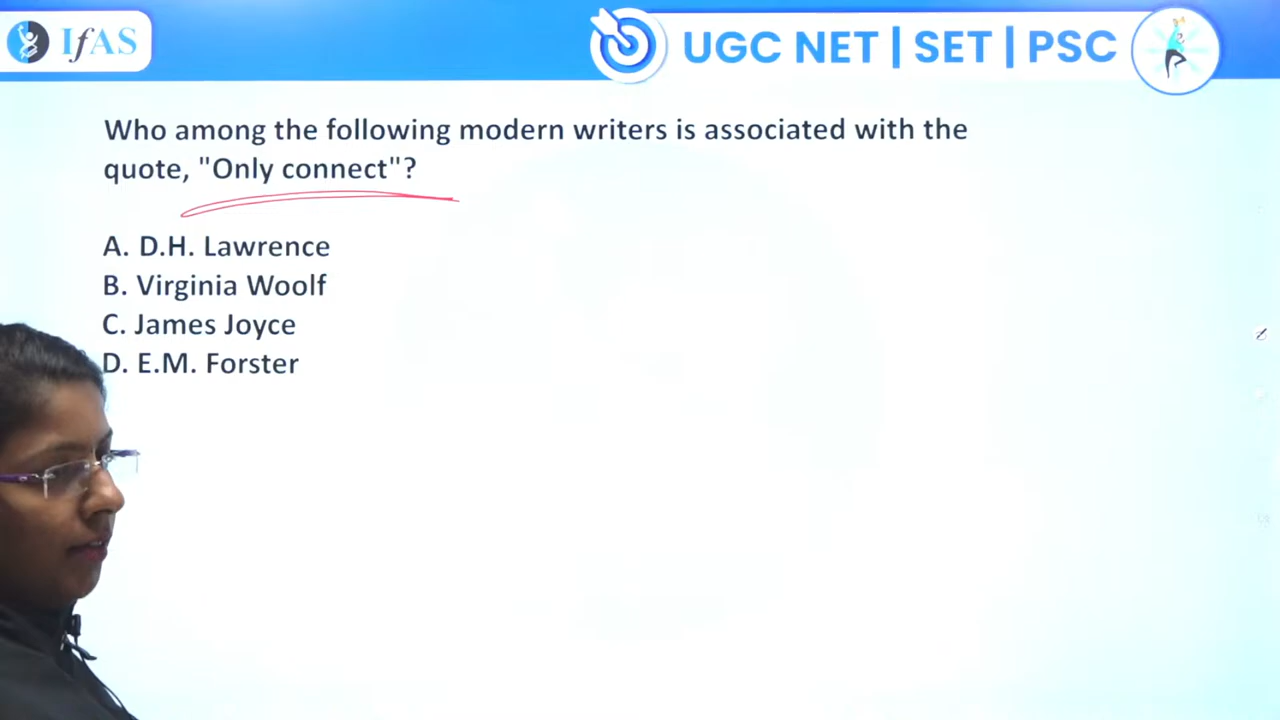 IfAS
UGC NET | SET | PSC
Who among the following modern writers is associated with the
quote, "Only connect"?
A. D.H. Lawrence
B. Virginia Woolf
C. James Joyce
D. E.M. Forster